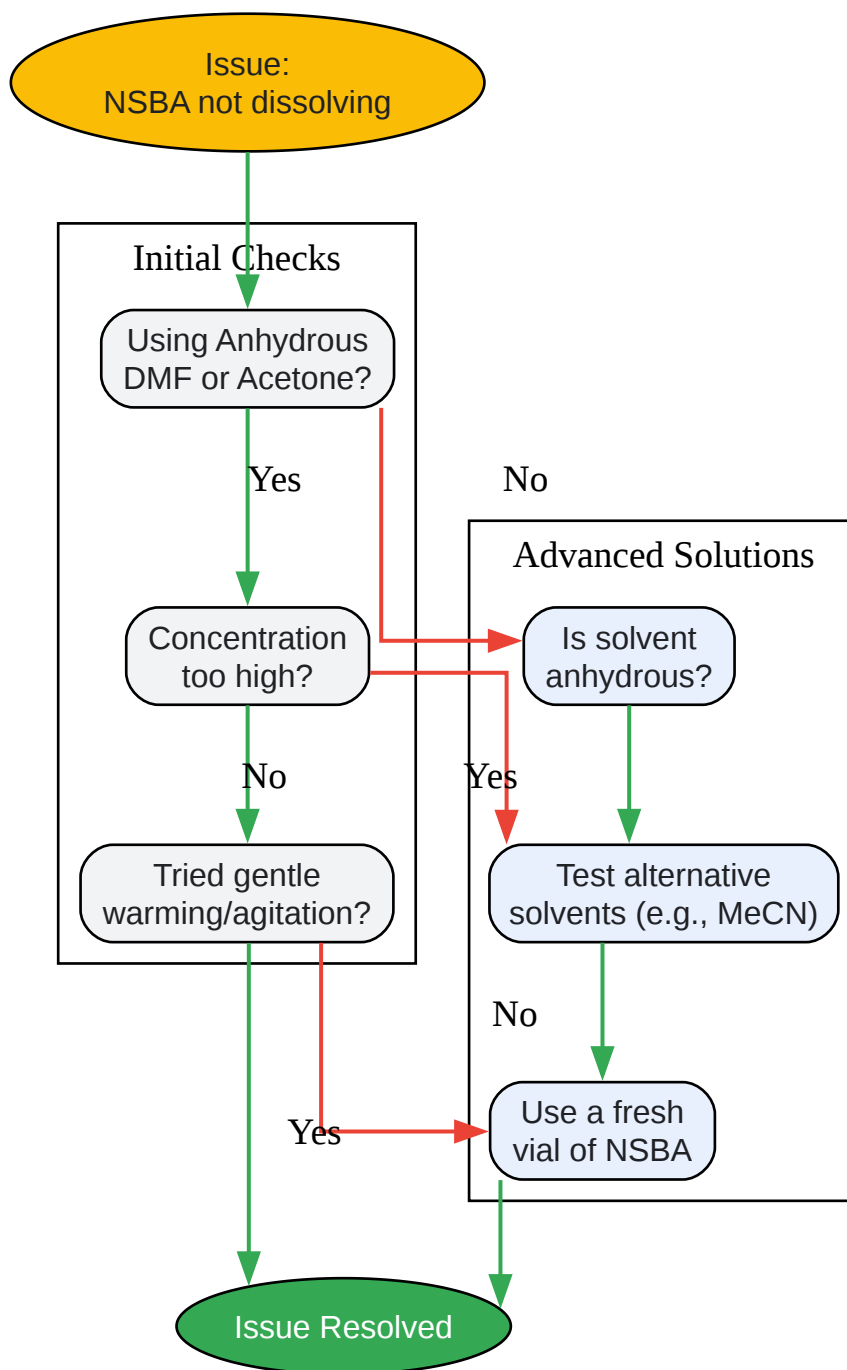 Issue:
NSBA not dissolving
Initial Checks
Using Anhydrous
DMF or Acetone?
Yes
No
Advanced Solutions
Concentration
too high?
Is solvent
anhydrous?
No
Yes
Tried gentle
warming/agitation?
Test alternative
solvents (e.g., MeCN)
No
Use a fresh
vial of NSBA
Yes
Issue Resolved